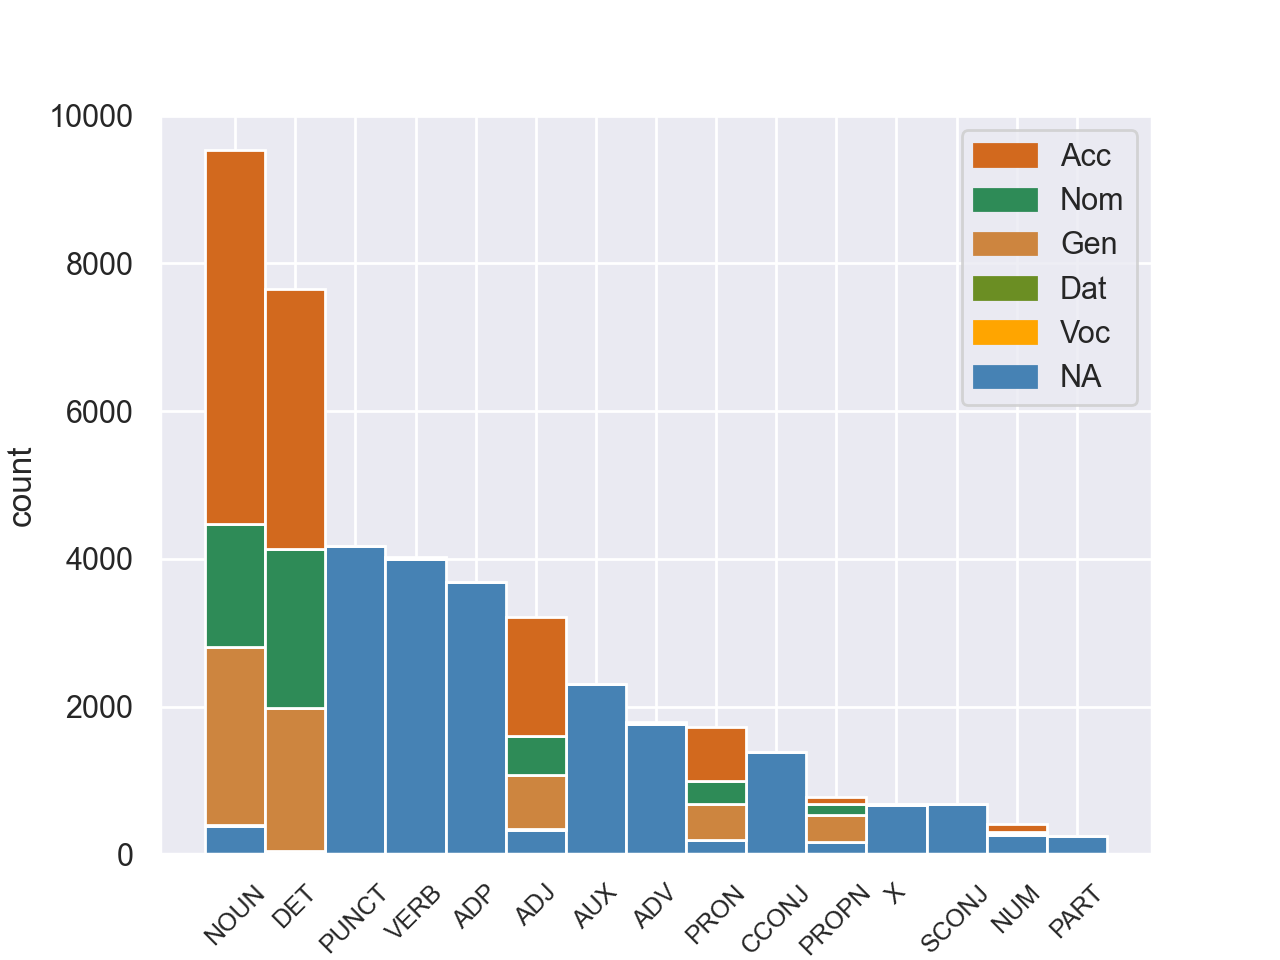 10000
8000
6000
4000
2000
0
count
Acc
Nom
Gen
Dat
Voc
NA
NOUN
DET
PUNCT
VERB
ADP
ADJ
AUX
ADV
PRON
CCONJ
PROPN
X
SCONJ
NUM
PART